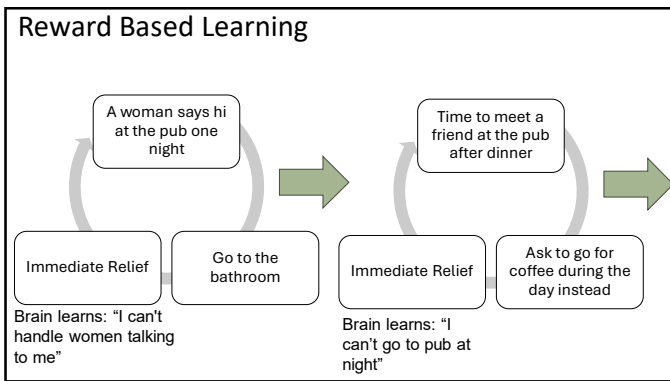 Reward Based Learning
A woman says hi
at the pub one
night
Go to the
bathroom
Immediate Relief
Brain learns: “I can't
handle women talking
to me”
Time to meet a
friend at the pub
after dinner
Ask to go for
coffee during the
day instead
Immediate Relief
Brain learns: “I
can’t go to pub at
night”